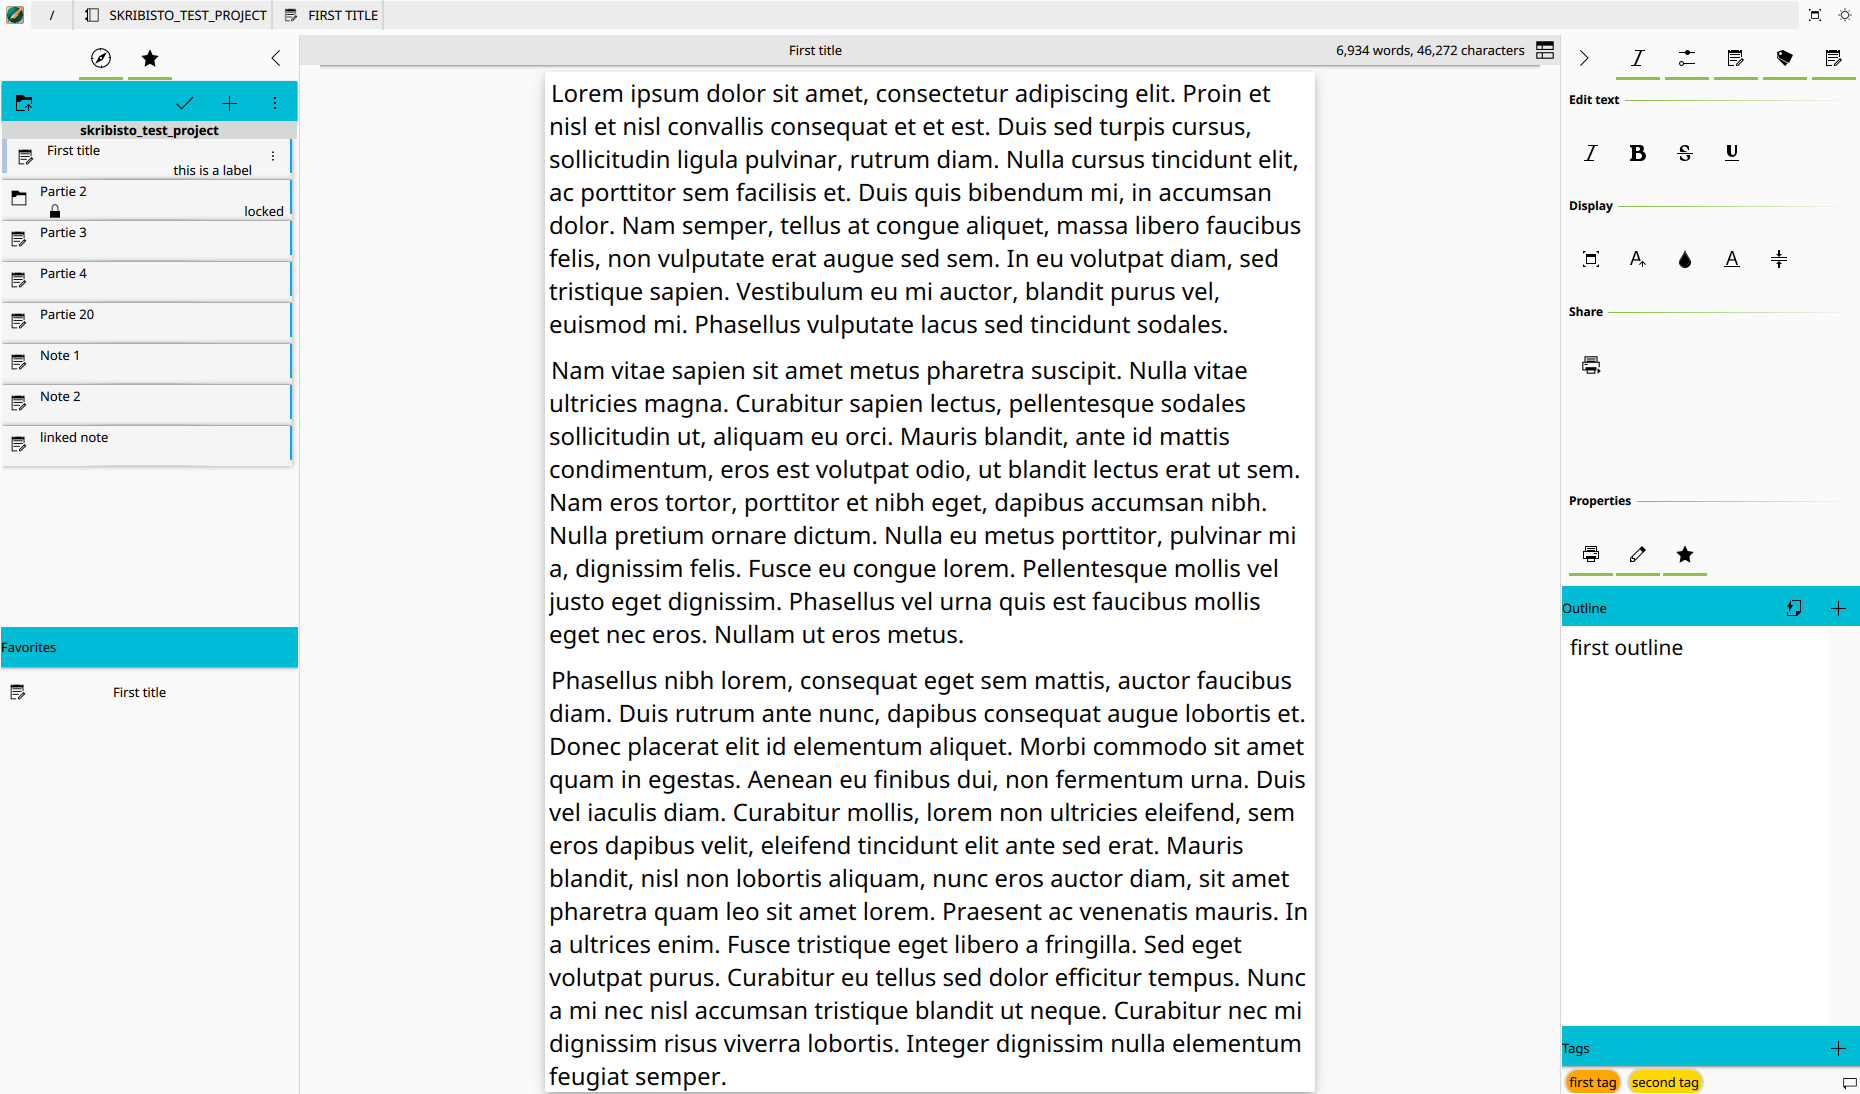 / SKRIBISTO_TEST_PROJECT FIRST TITLE
First title 6,934 words, 46,272 characters
skribisto_test_project
First title
this is a label
Partie 2
locked
Partie 3
Partie 4
Partie 20
Note 1
Note 2
linked note
Favorites
First title
Lorem ipsum dolor sit amet, consectetur adipiscing elit. Proin et
nisl et nisl convallis consequat et et est. Duis sed turpis cursus,
sollicitudin ligula pulvinar, rutrum diam. Nulla cursus tincidunt elit,
ac porttitor sem facilisis et. Duis quis bibendum mi, in accumsan
dolor. Nam semper, tellus at congue aliquet, massa libero faucibus
felis, non vulputate erat augue sed sem. In eu volutpat diam, sed
tristique sapien. Vestibulum eu mi auctor, blandit purus vel,
euismod mi. Phasellus vulputate lacus sed tincidunt sodales.
Nam vitae sapien sit amet metus pharetra suscipit. Nulla vitae
ultricies magna. Curabitur sapien lectus, pellentesque sodales
sollicitudin ut, aliquam eu orci. Mauris blandit, ante id mattis
condimentum, eros est volutpat odio, ut blandit lectus erat ut sem.
Nam eros tortor, porttitor et nibh eget, dapibus accumsan nibh.
Nulla pretium ornare dictum. Nulla eu metus porttitor, pulvinar mi
a, dignissim felis. Fusce eu congue lorem. Pellentesque mollis vel
justo eget dignissim. Phasellus vel urna quis est faucibus mollis
eget nec eros. Nullam ut eros metus.
Phasellus nibh lorem, consequat eget sem mattis, auctor faucibus
diam. Duis rutrum ante nunc, dapibus consequat augue lobortis et.
Donec placerat elit id elementum aliquet. Morbi commodo sit amet
quam in egestas. Aenean eu finibus dui, non fermentum urna. Duis
vel iaculis diam. Curabitur mollis, lorem non ultricies eleifend, sem
eros dapibus velit, eleifend tincidunt elit ante sed erat. Mauris
blandit, nisl non lobortis aliquam, nunc eros auctor diam, sit amet
pharetra quam leo sit amet lorem. Praesent ac venenatis mauris. In
a ultrices enim. Fusce tristique eget libero a fringilla. Sed eget
volutpat purus. Curabitur eu tellus sed dolor efficitur tempus. Nunc
a mi nec nisl accumsan tristique blandit ut neque. Curabitur nec mi
dignissim risus viverra lobortis. Integer dignissim nulla elementum
feugiat semper.
Edit text
I B S U
Display
A A
Share
Properties
Outline
first outline
Tags
first tag second tag